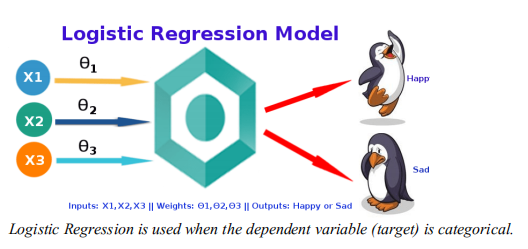 Logistic Regression Model
X1
θ1
X2
θ2
X3
θ3
Happ
Sad
Inputs: X1,X2,X3 || Weights: Θ1,Θ2,Θ3 || Outputs: Happy or Sad
Logistic Regression is used when the dependent variable (target) is categorical.